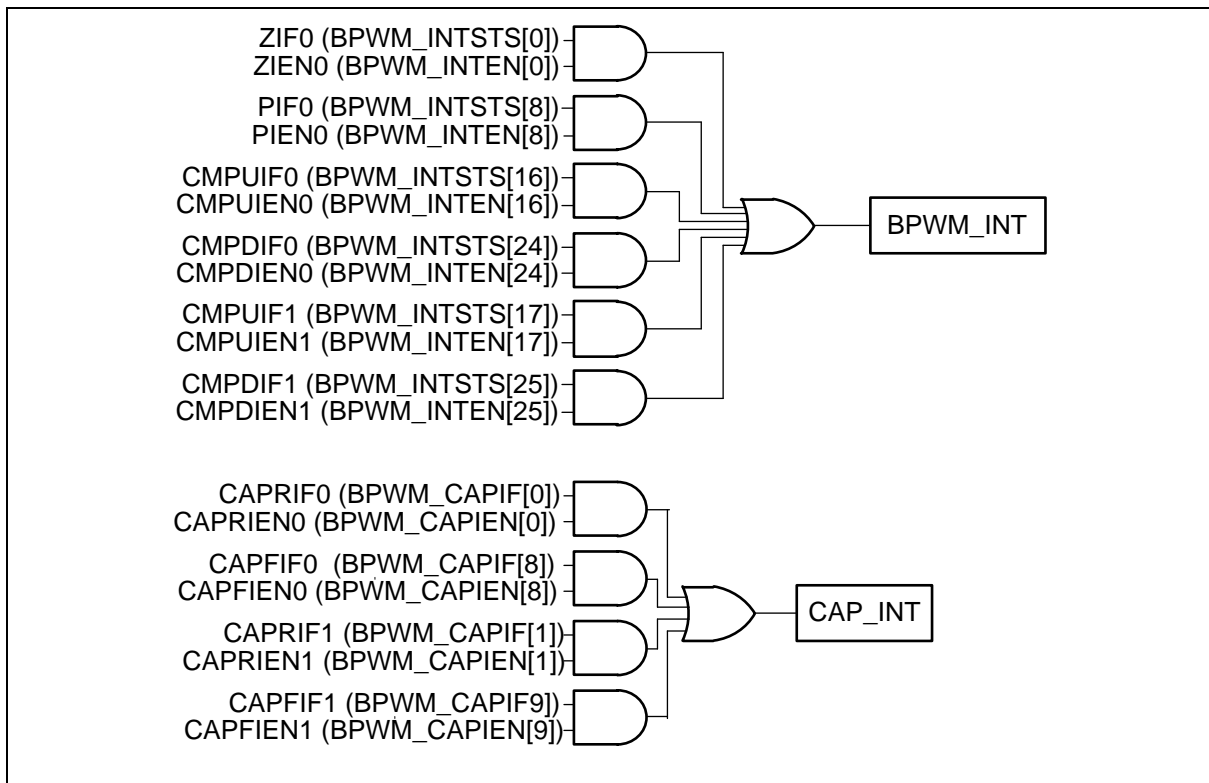 ZIF0 (BPWM_INTSTS[0])
ZIEN0 (BPWM_INTEN[0])
PIF0 (BPWM_INTSTS[8])
PIEN0 (BPWM_INTEN[8])
CMPUIF0 (BPWM_INTSTS[16])
CMPUIEN0 (BPWM_INTEN[16])
CMPDIF0 (BPWM_INTSTS[24])
CMPDIEN0 (BPWM_INTEN[24])
CMPUIF1 (BPWM_INTSTS[17])
CMPUIEN1 (BPWM_INTEN[17])
CMPDIF1 (BPWM_INTSTS[25])
CMPDIEN1 (BPWM_INTEN[25])
BPWM_INT
CAPRIF0 (BPWM_CAPIF[0])
CAPRIEN0 (BPWM_CAPIEN[0])
CAPFIF0 (BPWM_CAPIF[8])
CAPFIEN0 (BPWM_CAPIEN[8])
CAPRIF1 (BPWM_CAPIF[1])
CAPRIEN1 (BPWM_CAPIEN[1])
CAPFIF1 (BPWM_CAPIF9])
CAPFIEN1 (BPWM_CAPIEN[9])
CAP_INT